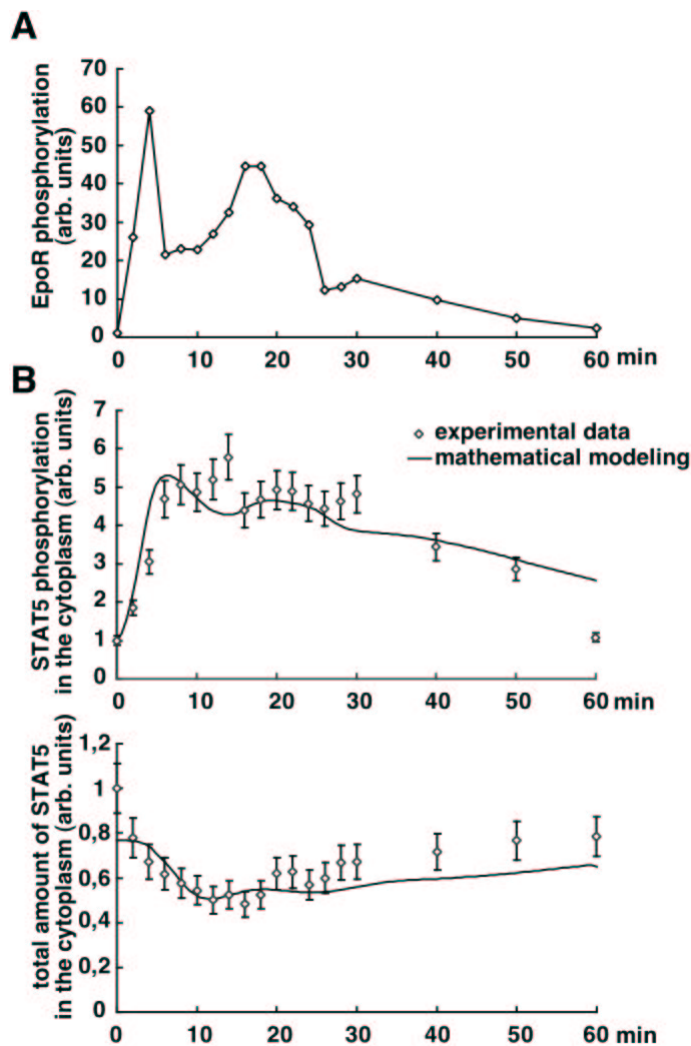 A
EpoR phosphorylation
(arb. units)
70
60
50
40
30
20
10
0
0 10 20 30 40 50 60 min
B
STAT5 phosphorylation
in the cytoplasm (arb. units)
7
6
5
4
3
2
1
0
experimental data
mathematical modeling
0 10 20 30 40 50 60 min
total amount of STAT5
in the cytoplasm (arb. units)
1,2
1
0,8
0,6
0,4
0,2
0
0 10 20 30 40 50 60 min